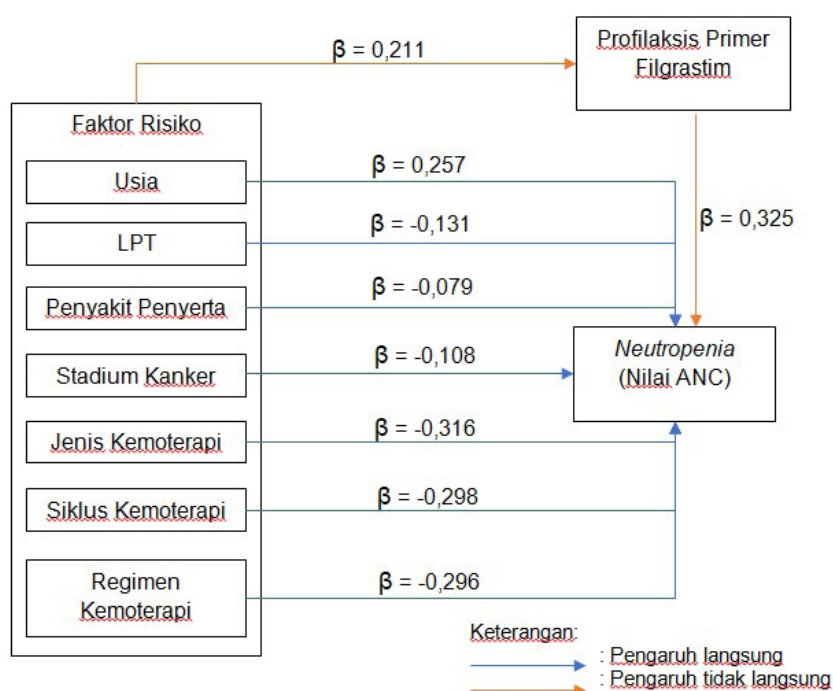 β = 0,211
Profilaksis Primer
Filgrastim
Faktor Risiko
Usia
β = 0,257
LPT
β = -0,131
β = 0,325
Penyakit Penyerta
β = -0,079
Stadium Kanker
β = -0,108
Neutropenia
(Nilai ANC)
Jenis Kemoterapi
β = -0,316
Siklus Kemoterapi
β = -0,298
Regimen
Kemoterapi
β = -0,296
Keterangan:
: Pengaruh langsung
: Pengaruh tidak langsung